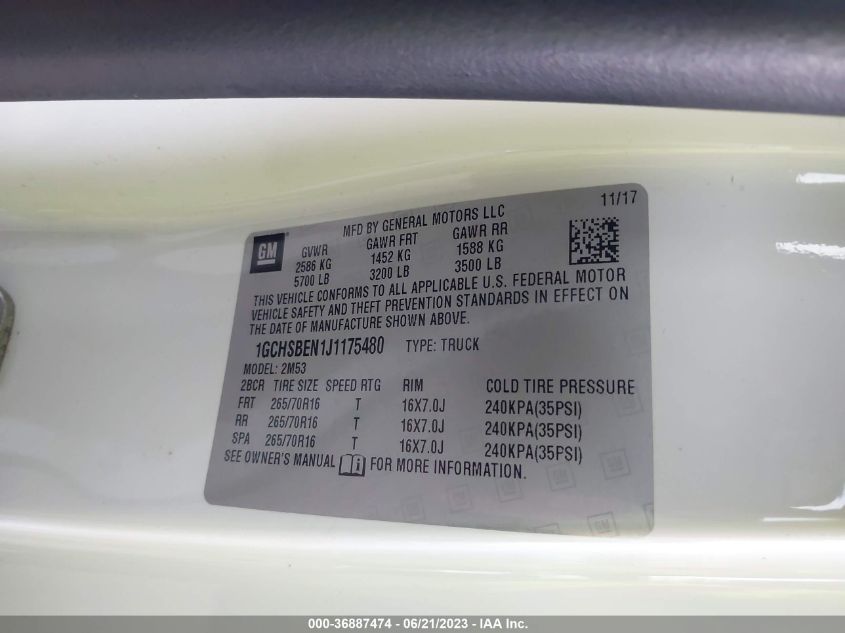 11/17
MFD BY GENERAL MOTORS LLC
GM
GVWR GAWR FRT GAWR RR
2586 KG 1452 KG 1588 KG
5700 LB 3200 LB 3500 LB
THIS VEHICLE CONFORMS TO ALL APPLICABLE U.S. FEDERAL MOTOR
VEHICLE SAFETY AND THEFT PREVENTION STANDARDS IN EFFECT ON
THE DATE OF MANUFACTURE SHOWN ABOVE.
1GCHSBEN1J1175480 TYPE: TRUCK
MODEL: 2M53
2BCR TIRE SIZE SPEED RTG RIM COLD TIRE PRESSURE
FRT 265/70R16 T 16X7.0J 240KPA(35PSI)
RR 265/70R16 T 16X7.0J 240KPA(35PSI)
SPA 265/70R16 T 16X7.0J 240KPA(35PSI)
SEE OWNER'S MANUAL FOR MORE INFORMATION.
000-36887474 - 06/21/2023 - IAA Inc.